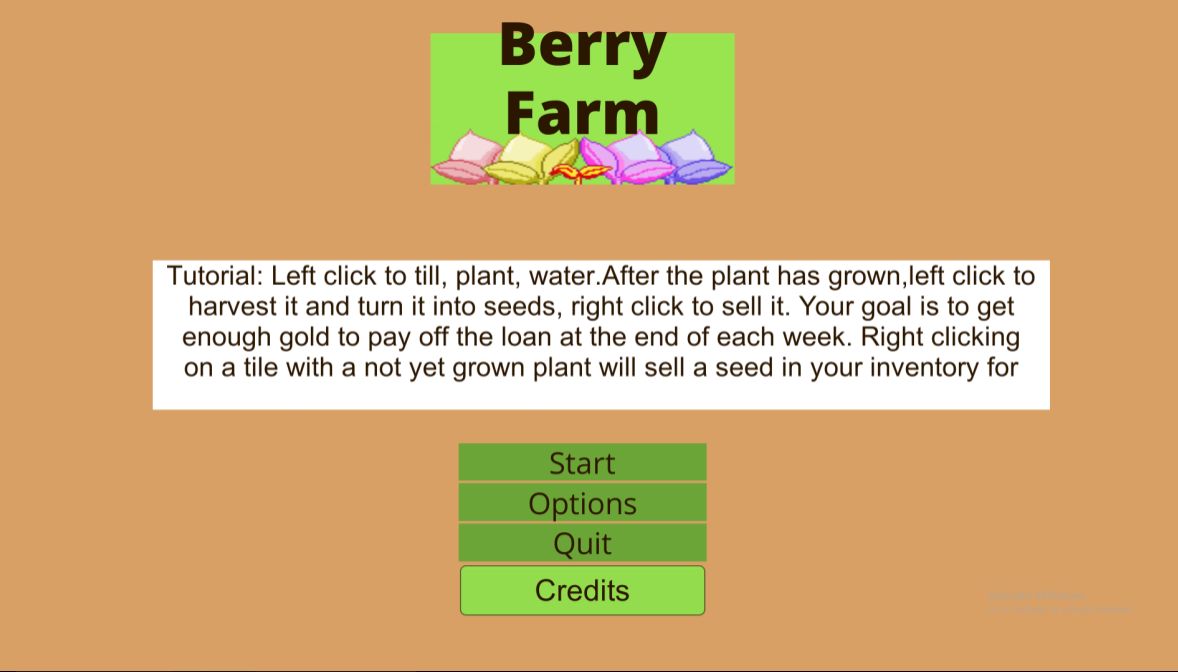 Berry
Farm
Tutorial: Left click to till, plant, water.After the plant has grown,left click to
harvest it and turn it into seeds, right click to sell it. Your goal is to get
enough gold to pay off the loan at the end of each week. Right clicking
on a tile with a not yet grown plant will sell a seed in your inventory for
Start
Options
Quit
Credits